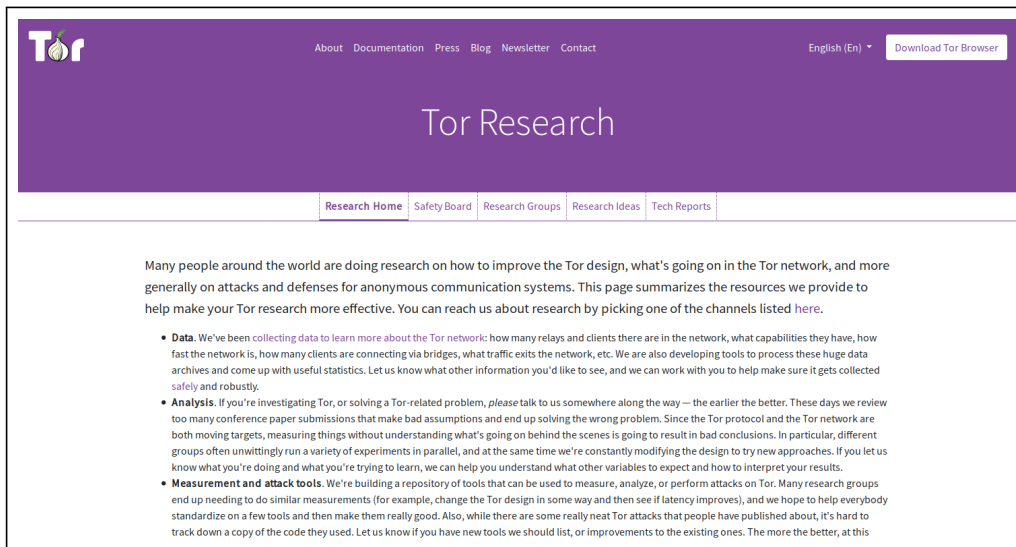 Tor
About Documentation Press Blog Newsletter Contact
English (En)
Download Tor Browser
Tor Research
Research Home Safety Board Research Groups Research Ideas Tech Reports
Many people around the world are doing research on how to improve the Tor design, what's going on in the Tor network, and more
generally on attacks and defenses for anonymous communication systems. This page summarizes the resources we provide to
help make your Tor research more effective. You can reach us about research by picking one of the channels listed here.
• Data. We've been collecting data to learn more about the Tor network: how many relays and clients there are in the network, what capabilities they have, how
fast the network is, how many clients are connecting via bridges, what traffic exits the network, etc. We are also developing tools to process these huge data
archives and come up with useful statistics. Let us know what other information you'd like to see, and we can work with you to help make sure it gets collected
safely and robustly.
• Analysis. If you're investigating Tor, or solving a Tor-related problem, please talk to us somewhere along the way — the earlier the better. These days we review
too many conference paper submissions that make bad assumptions and end up solving the wrong problem. Since the Tor protocol and the Tor network are
both moving targets, measuring things without understanding what's going on behind the scenes is going to result in bad conclusions. In particular, different
groups often unwittingly run a variety of experiments in parallel, and at the same time we're constantly modifying the design to try new approaches. If you let us
know what you're doing and what you're trying to learn, we can help you understand what other variables to expect and how to interpret your results.
• Measurement and attack tools. We're building a repository of tools that can be used to measure, analyze, or perform attacks on Tor. Many research groups
end up needing to do similar measurements (for example, change the Tor design in some way and then see if latency improves), and we hope to help everybody
standardize on a few tools and then make them really good. Also, while there are some really neat Tor attacks that people have published about, it's hard to
track down a copy of the code they used. Let us know if you have new tools we should list, or improvements to the existing ones. The more the better, at this